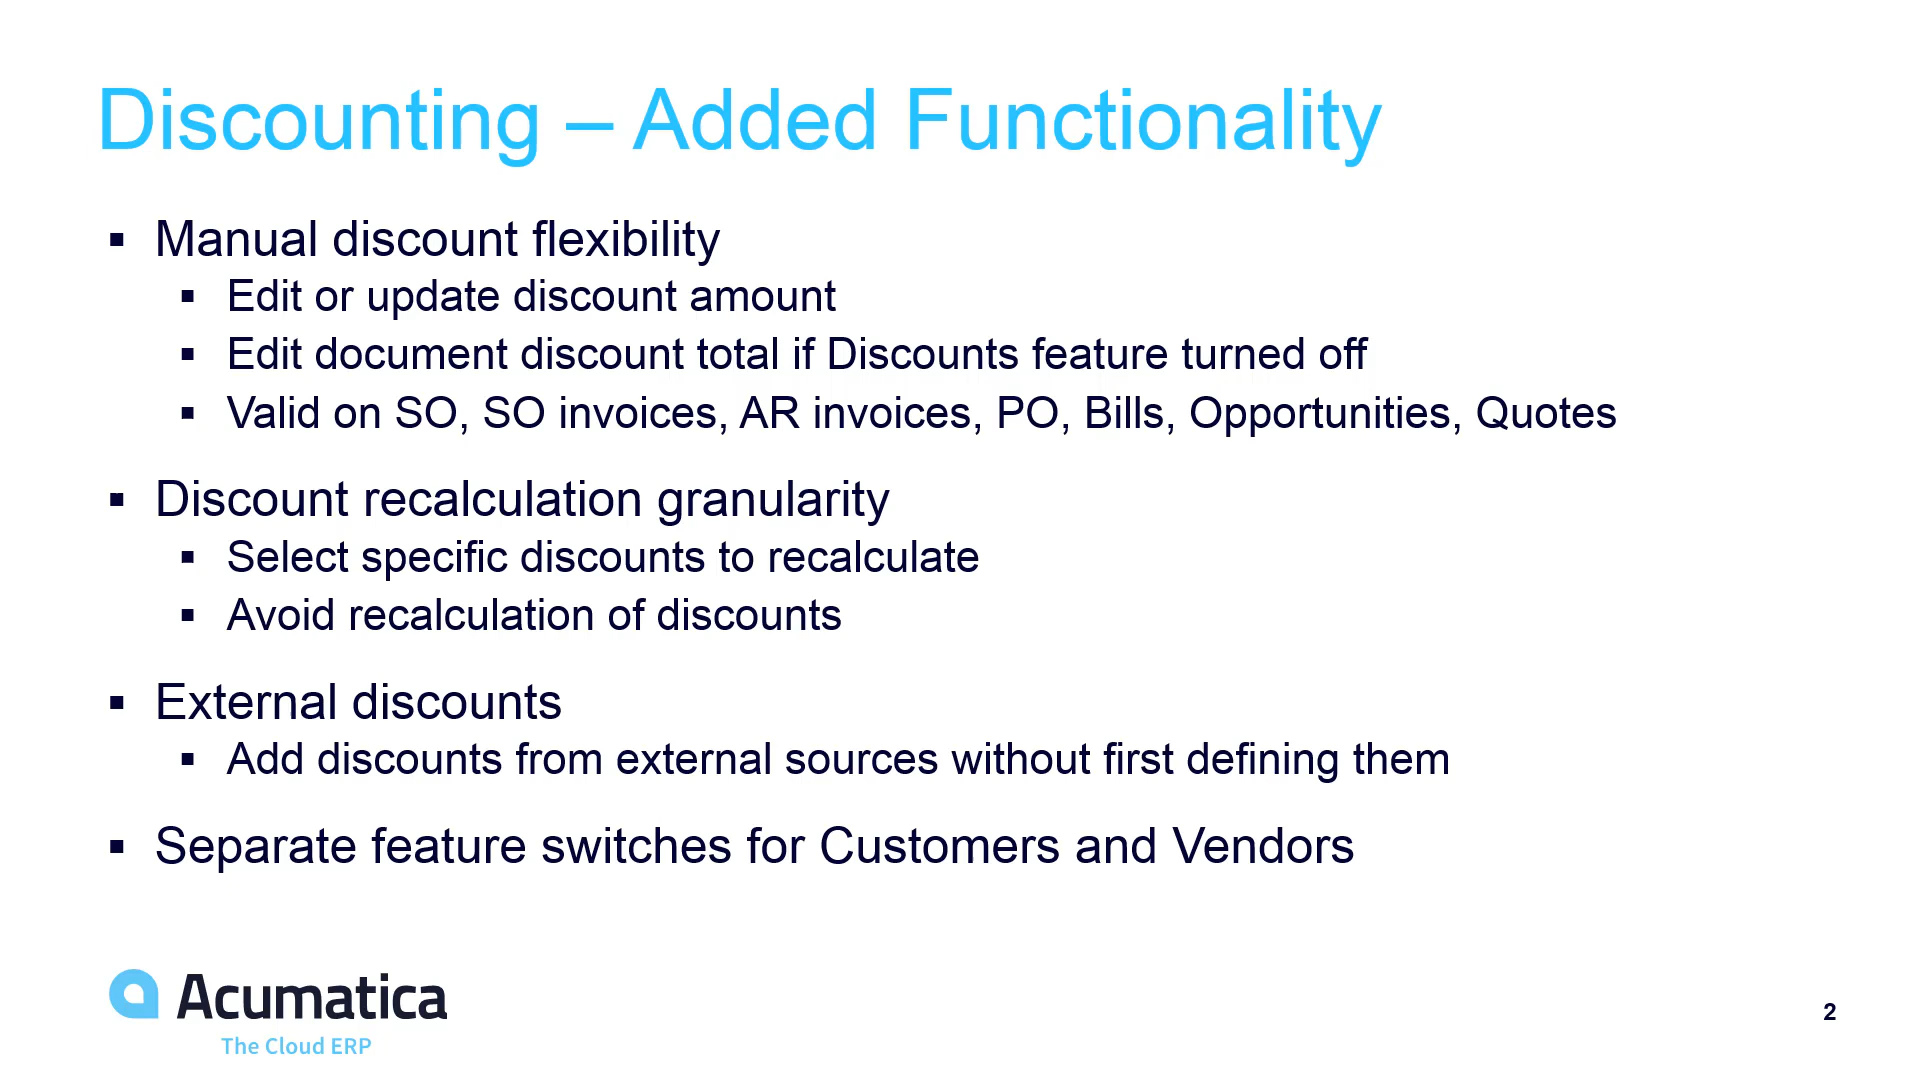 Discounting – Added Functionality
▪ Manual discount flexibility
▪ Edit or update discount amount
▪ Edit document discount total if Discounts feature turned off
▪ Valid on SO, SO invoices, AR invoices, PO, Bills, Opportunities, Quotes
▪ Discount recalculation granularity
▪ Select specific discounts to recalculate
▪ Avoid recalculation of discounts
▪ External discounts
▪ Add discounts from external sources without first defining them
▪ Separate feature switches for Customers and Vendors
Acumatica
The Cloud ERP
2